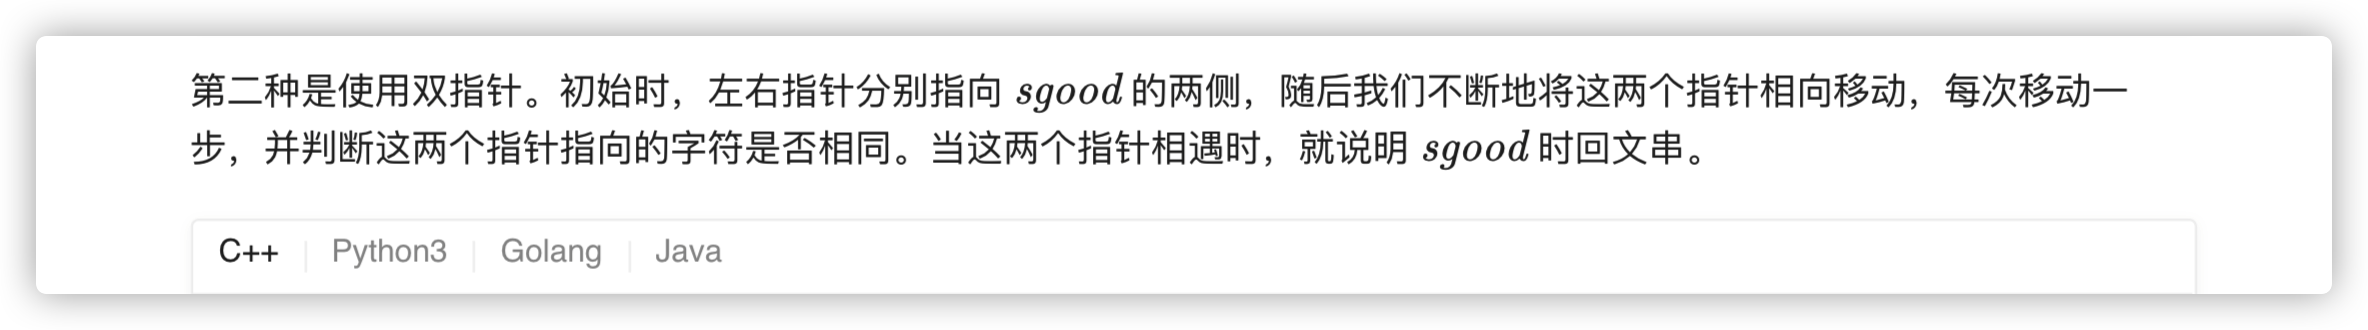 第二种是使用双指针。初始时，左右指针分别指向 sgood 的两侧，随后我们不断地将这两个指针相向移动，每次移动一
步，并判断这两个指针指向的字符是否相同。当这两个指针相遇时，就说明 sgood 时回文串。
C++ Python3 Golang Java